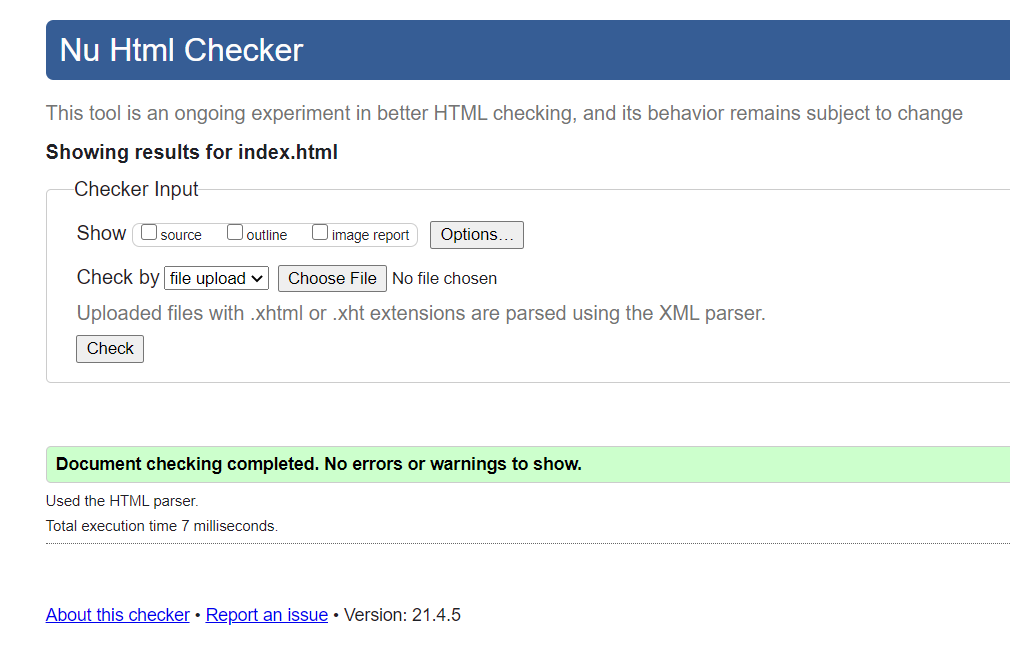 Nu Html Checker
This tool is an ongoing experiment in better HTML checking, and its behavior remains subject to change
Showing results for index.html
Checker Input
Show source outline image report Options…
Check by file upload Choose File No file chosen
Uploaded files with .xhtml or .xht extensions are parsed using the XML parser.
Check
Document checking completed. No errors or warnings to show.
Used the HTML parser.
Total execution time 7 milliseconds.
About this checker • Report an issue • Version: 21.4.5